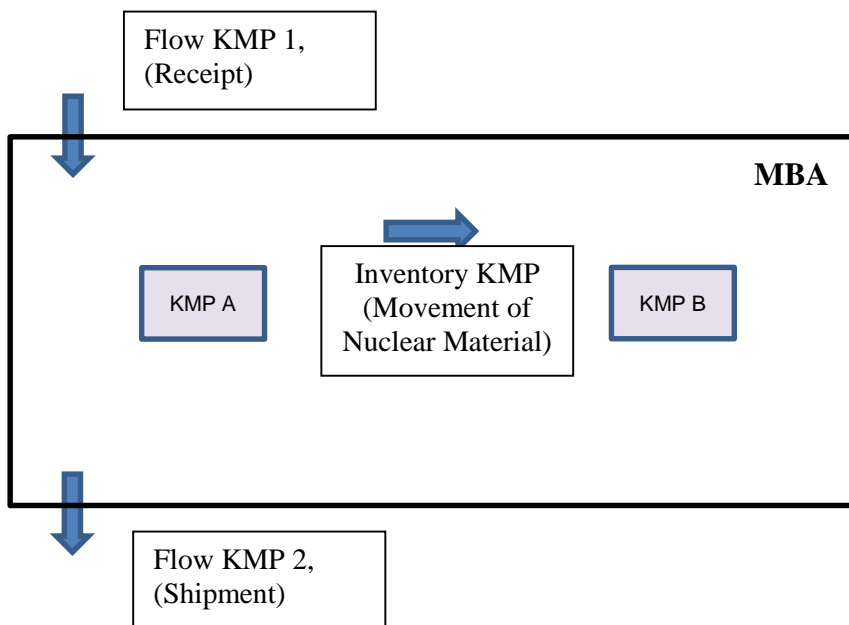 Flow KMP 1,
(Receipt)
MBA
KMP A
Inventory KMP
(Movement of
Nuclear Material)
KMP B
Flow KMP 2,
(Shipment)